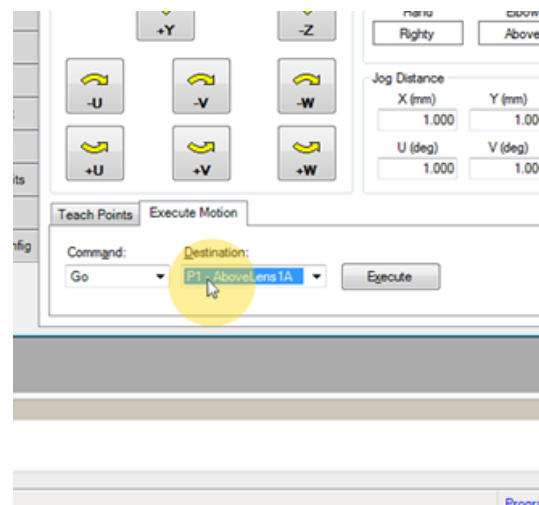 Hand Elbow
+Y -Z Righty Above
Jog Distance
-U -V -W X (mm) Y (mm)
1.000 1.00
U (deg) V (deg)
+U +V +W 1.000 1.00
its
Teach Points Execute Motion
nfig Command: Destination:
Go P1 - AboveLens1A Execute
Progr